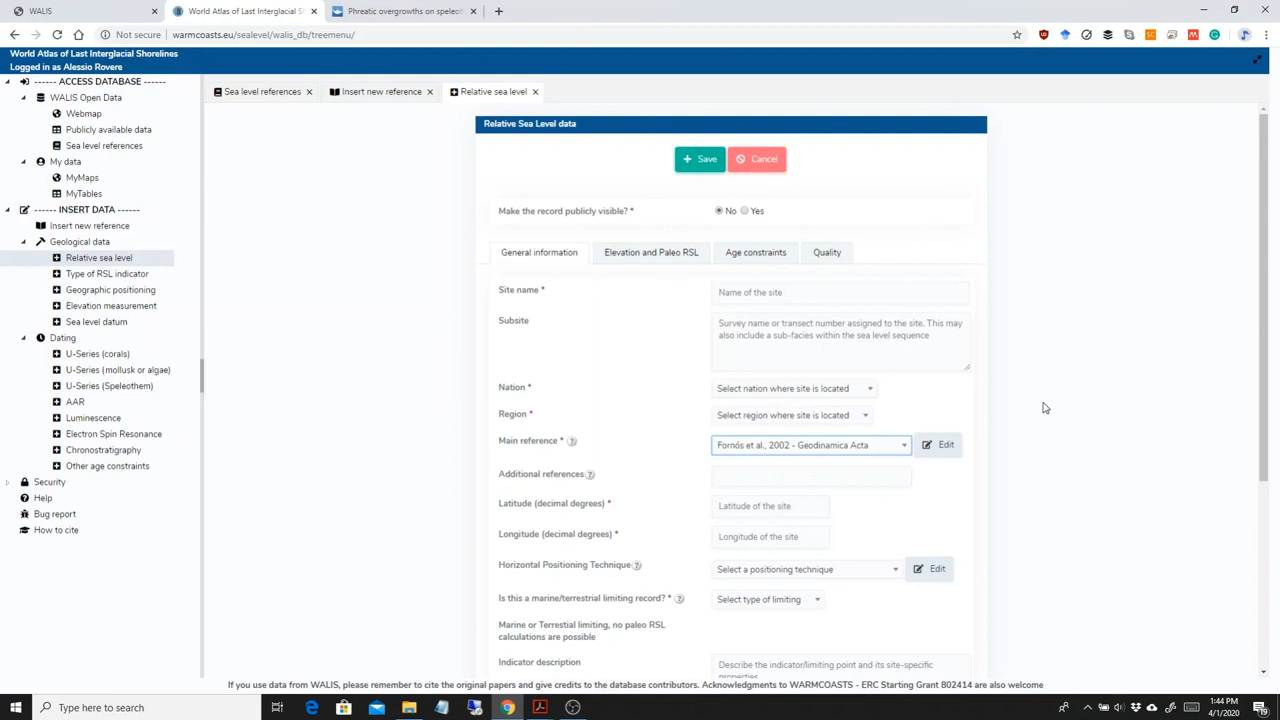 WALIS
World Atlas of Last Interglacial Sh
Phreatic overgrowths on speleot
Not secure
warmcoasts.eu/sealevel/walis_db/treemenu/
World Atlas of Last Interglacial Shorelines
Logged in as Alessio Rovere
------ ACCESS DATABASE ------
WALIS Open Data
Webmap
Publicly available data
Sea level references
My data
MyMaps
MyTables
------ INSERT DATA ------
Insert new reference
Geological data
Relative sea level
Type of RSL indicator
Geographic positioning
Elevation measurement
Sea level datum
Dating
U-Series (corals)
U-Series (mollusk or algae)
U-Series (Speleothem)
AAR
Luminescence
Electron Spin Resonance
Chronostratigraphy
Other age constraints
Security
Help
Bug report
How to cite
Sea level references
Insert new reference
Relative sea level
Relative Sea Level data
Save
Cancel
Make the record publicly visible? *
No
Yes
General information
Elevation and Paleo RSL
Age constraints
Quality
Site name *
Name of the site
Subsite
Survey name or transect number assigned to the site. This may
also include a sub-facies within the sea level sequence
Nation *
Select nation where site is located
Region *
Select region where site is located
Main reference *
Fornós et al., 2002 - Geodinamica Acta
Edit
Additional references
Latitude (decimal degrees) *
Latitude of the site
Longitude (decimal degrees) *
Longitude of the site
Horizontal Positioning Technique
Select a positioning technique
Edit
Is this a marine/terrestrial limiting record? *
Select type of limiting
Marine or Terrestial limiting, no paleo RSL
calculations are possible
Indicator description
Describe the indicator/limiting point and its site-specific
properties
If you use data from WALIS, please remember to cite the original papers and give credits to the database contributors. Acknowledgments to WARMCOASTS - ERC Starting Grant 802414 are also welcome
Type here to search
1:44 PM
4/1/2020
19